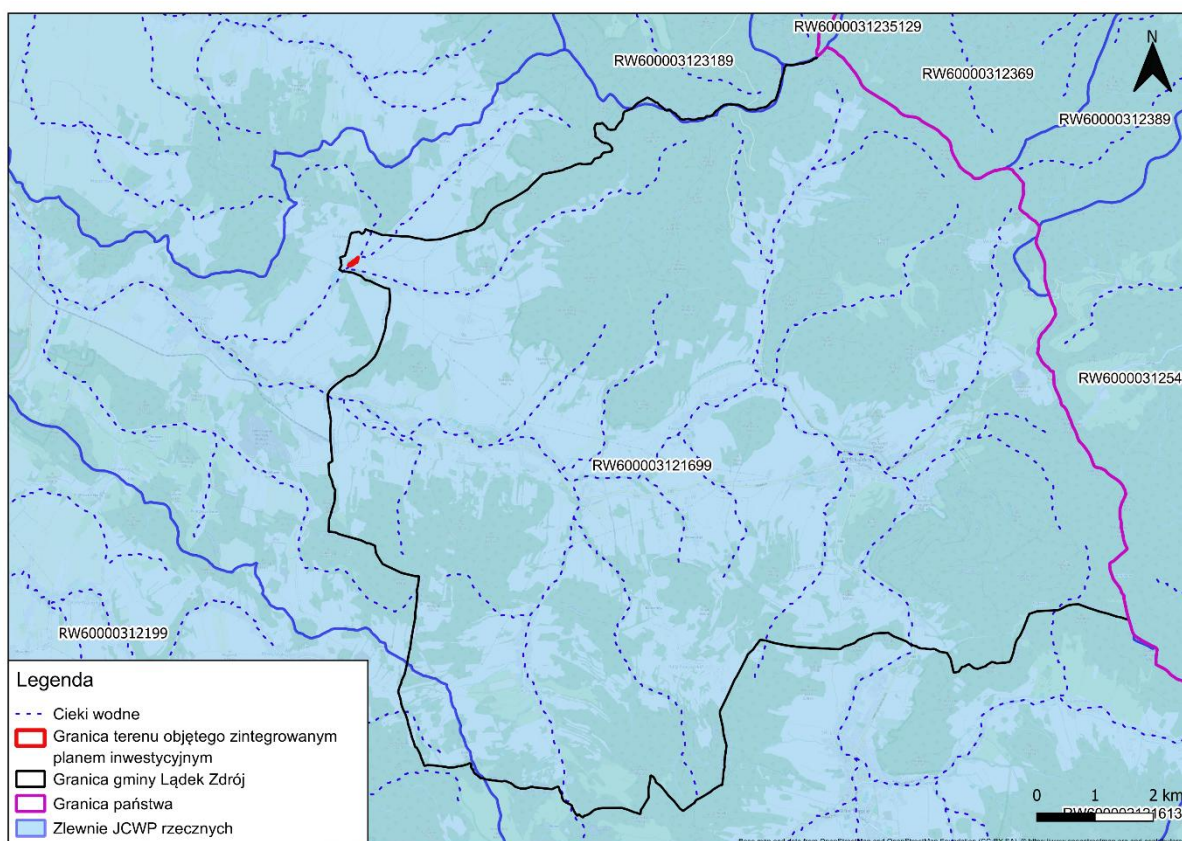 RW6000031235129
RW600003123189
RW60000312369
N
RW60000312389
RW6000031254
RW600003121699
RW60000312199
Legenda
Cieki wodne
Granica terenu objętego zintegrowanym
planem inwestycyjnym
Granica gminy Lądek Zdrój
Granica państwa
Zlewnie JCWP rzecznych
0 1 2 km